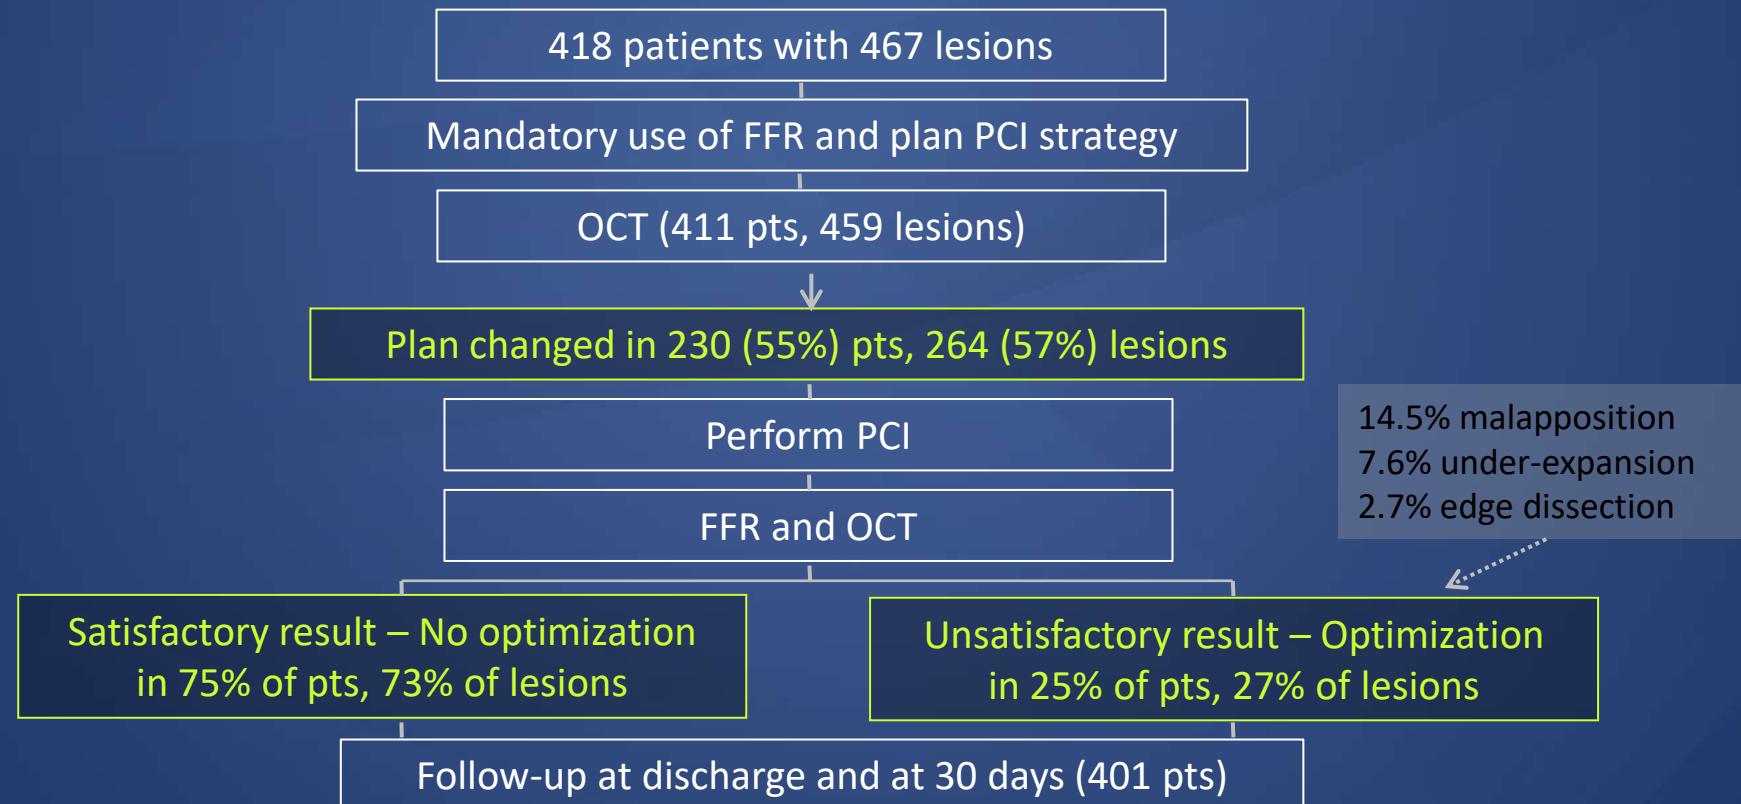 418 patients with 467 lesions
Mandatory use of FFR and plan PCI strategy
OCT (411 pts, 459 lesions)
Plan changed in 230 (55%) pts, 264 (57%) lesions
Perform PCI
14.5% malapposition
7.6% under-expansion
2.7% edge dissection
FFR and OCT
Satisfactory result – No optimization
in 75% of pts, 73% of lesions
Unsatisfactory result – Optimization
in 25% of pts, 27% of lesions
Follow-up at discharge and at 30 days (401 pts)